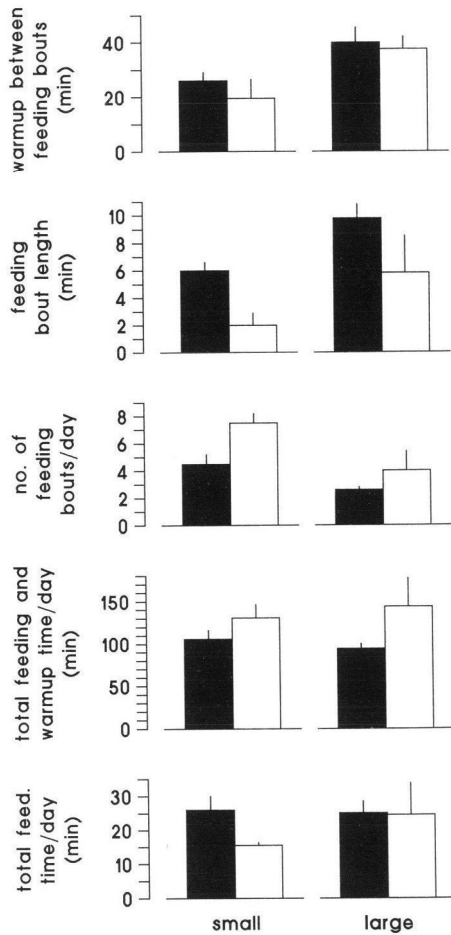 warmup between
feeding bouts
(min)
40
20
0
feeding
bout length
(min)
10
8
6
4
2
0
no. of
feeding
bouts/day
8
6
4
2
0
total feeding and
warmup time/day
(min)
150
100
50
0
total feed.
time/day
(min)
30
20
10
0
small
large